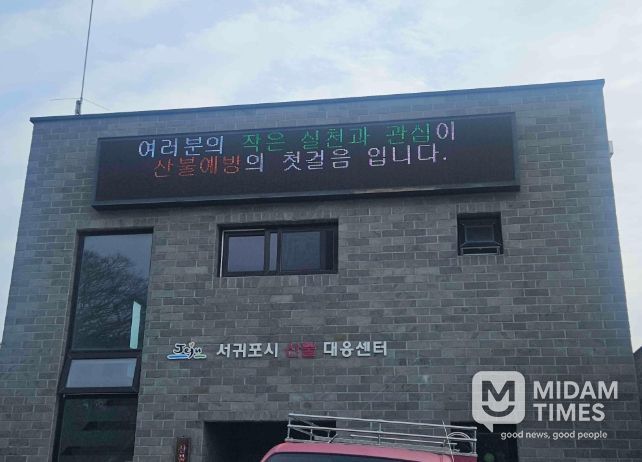 여러분의 작은 실천과 관심이
산불예방의 첫걸음 입니다.
Jeju 서귀포시 산불 대응센터
MIDAM
TIMES
good news, good people